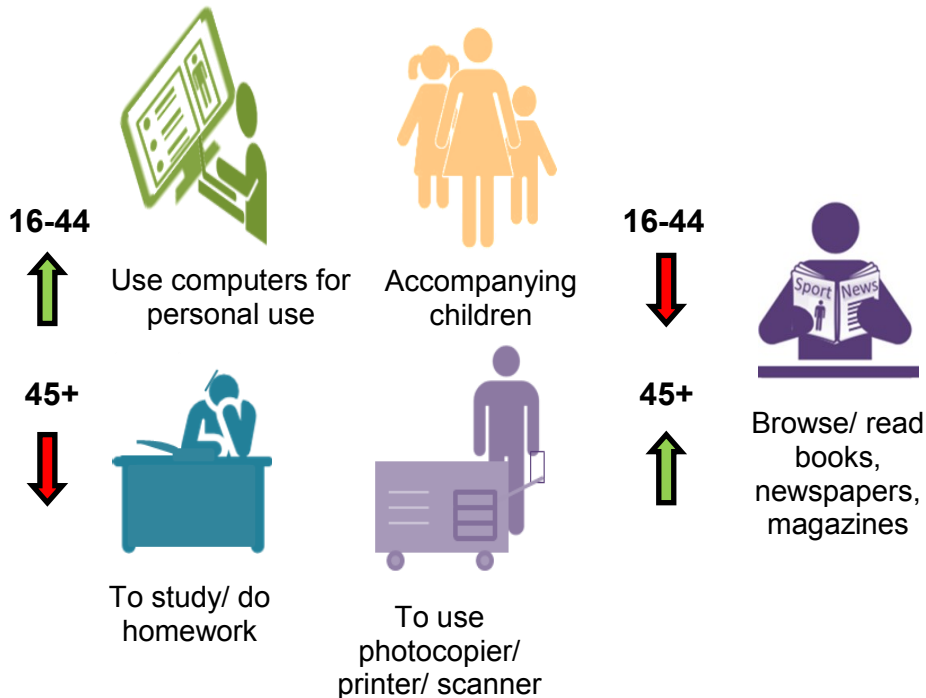 16-44
Use computers for
personal use
Accompanying
children
45+
To study/ do
homework
To use
photocopier/
printer/ scanner
16-44
45+
Sport News
Browse/ read
books,
newspapers,
magazines